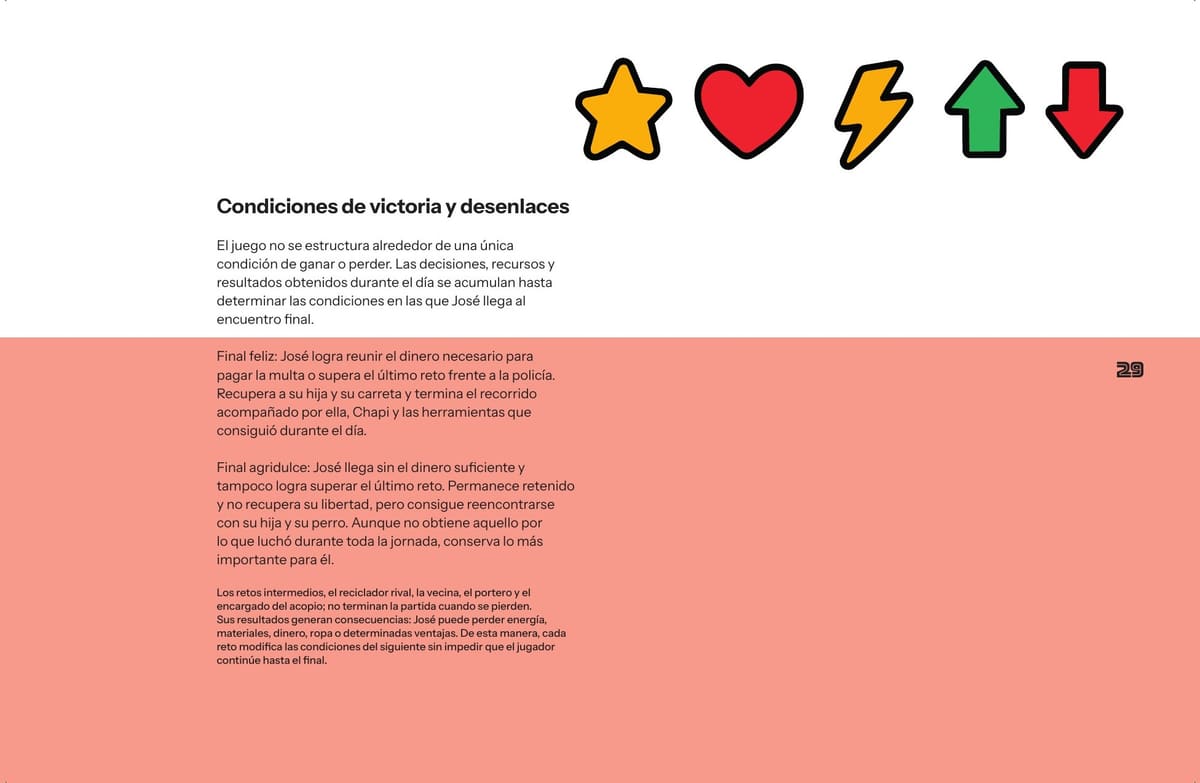 Condiciones de victoria y desenlaces
El juego no se estructura alrededor de una única
condición de ganar o perder. Las decisiones, recursos y
resultados obtenidos durante el día se acumulan hasta
determinar las condiciones en las que José llega al
encuentro final.
Final feliz: José logra reunir el dinero necesario para
pagar la multa o supera el último reto frente a la policía.
Recupera a su hija y su carreta y termina el recorrido
acompañado por ella, Chapi y las herramientas que
consiguió durante el día.
29
Final agridulce: José llega sin el dinero suficiente y
tampoco logra superar el último reto. Permanece retenido
y no recupera su libertad, pero consigue reencontrarse
con su hija y su perro. Aunque no obtiene aquello por
lo que luchó durante toda la jornada, conserva lo más
importante para él.
Los retos intermedios, el reciclador rival, la vecina, el portero y el
encargado del acopio; no terminan la partida cuando se pierden.
Sus resultados generan consecuencias: José puede perder energía,
materiales, dinero, ropa o determinadas ventajas. De esta manera, cada
reto modifica las condiciones del siguiente sin impedir que el jugador
continúe hasta el final.